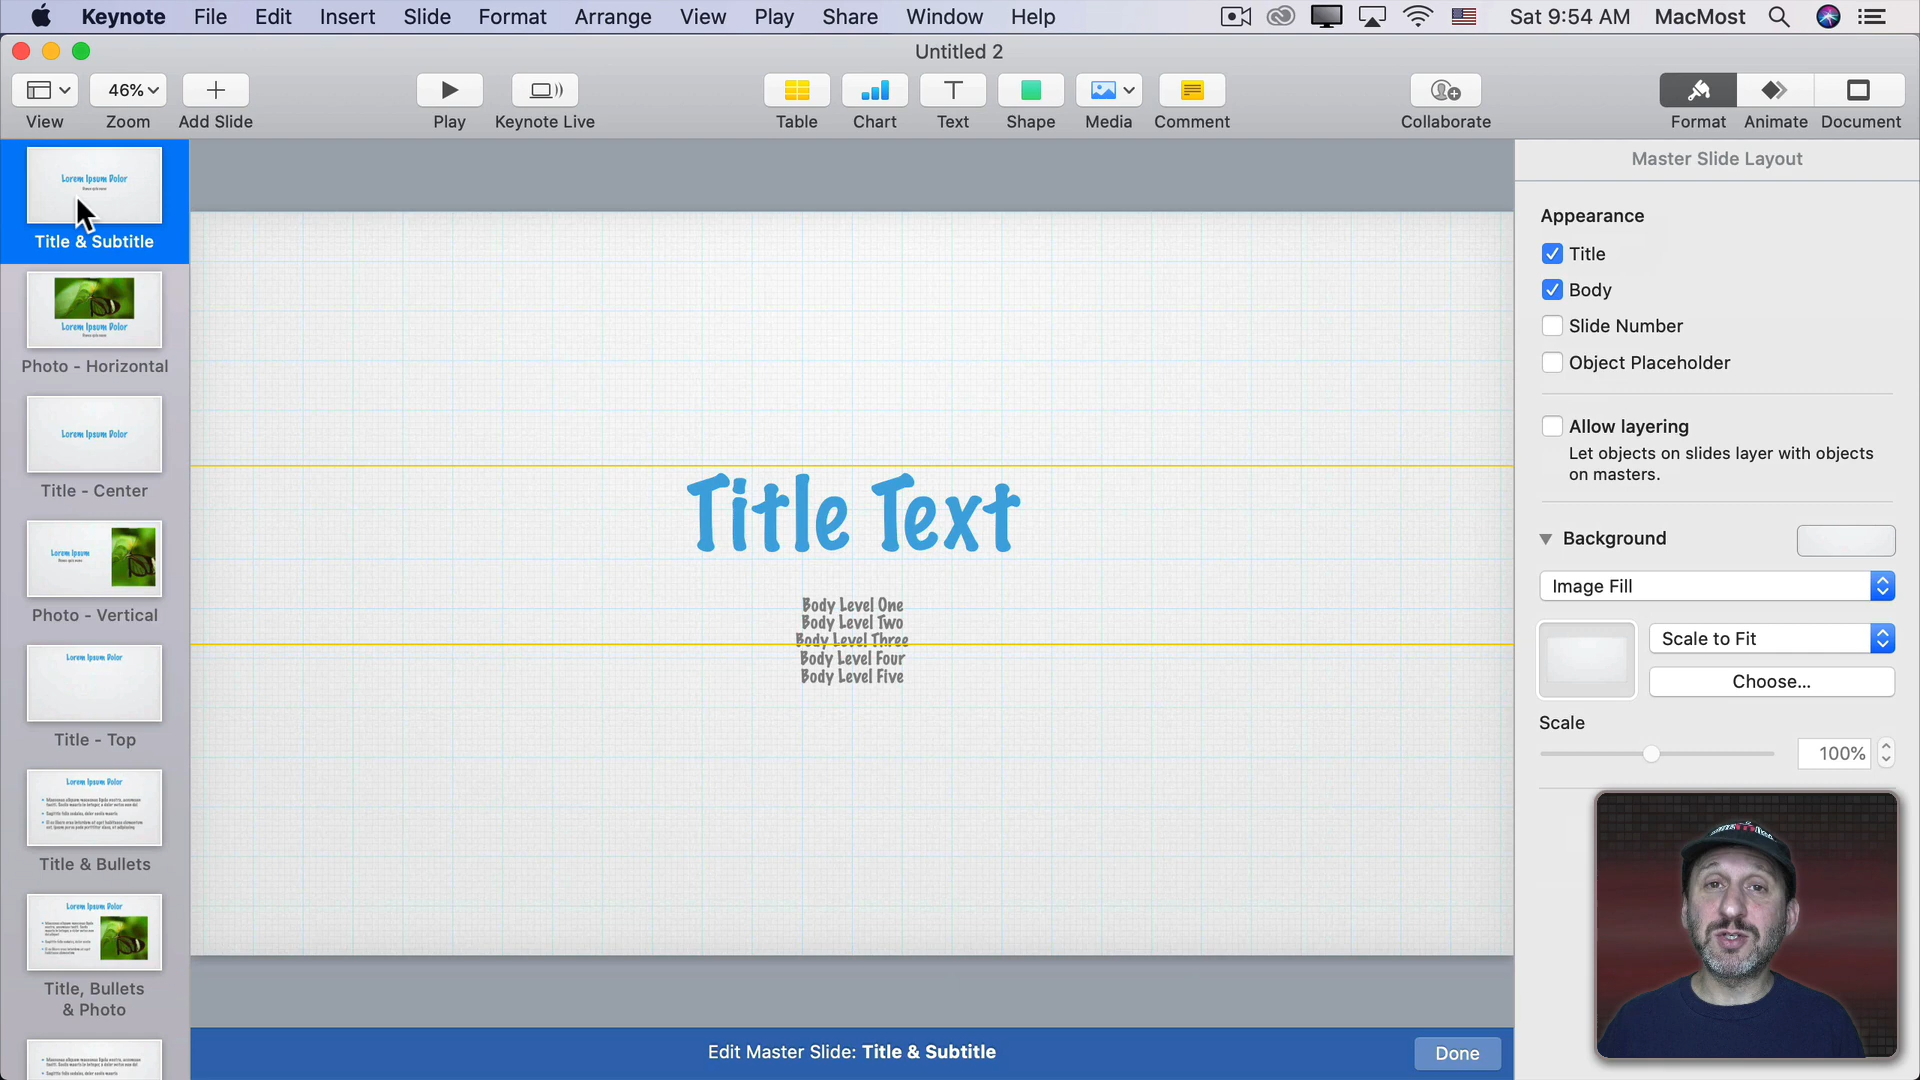 Keynote File Edit Insert Slide Format Arrange View Play Share Window Help Sat 9:54 AM MacMost
Untitled 2
46%
View Zoom Add Slide Play Keynote Live Table Chart Text Shape Media Comment Collaborate Format Animate Document
Lorem Ipsum Dolor
Title & Subtitle
Lorem Ipsum Dolor
Photo - Horizontal
Lorem Ipsum Dolor
Title - Center
Lorem Ipsum
Photo - Vertical
Lorem Ipsum Dolor
Title - Top
Lorem Ipsum Dolor
Title & Bullets
Lorem Ipsum Dolor
Title, Bullets
& Photo
Title Text
Body Level One
Body Level Two
Body Level Three
Body Level Four
Body Level Five
Edit Master Slide: Title & Subtitle
Done
Master Slide Layout
Appearance
Title
Body
Slide Number
Object Placeholder
Allow layering
Let objects on slides layer with objects
on masters.
Background
Image Fill
Scale to Fit
Choose...
Scale
100%